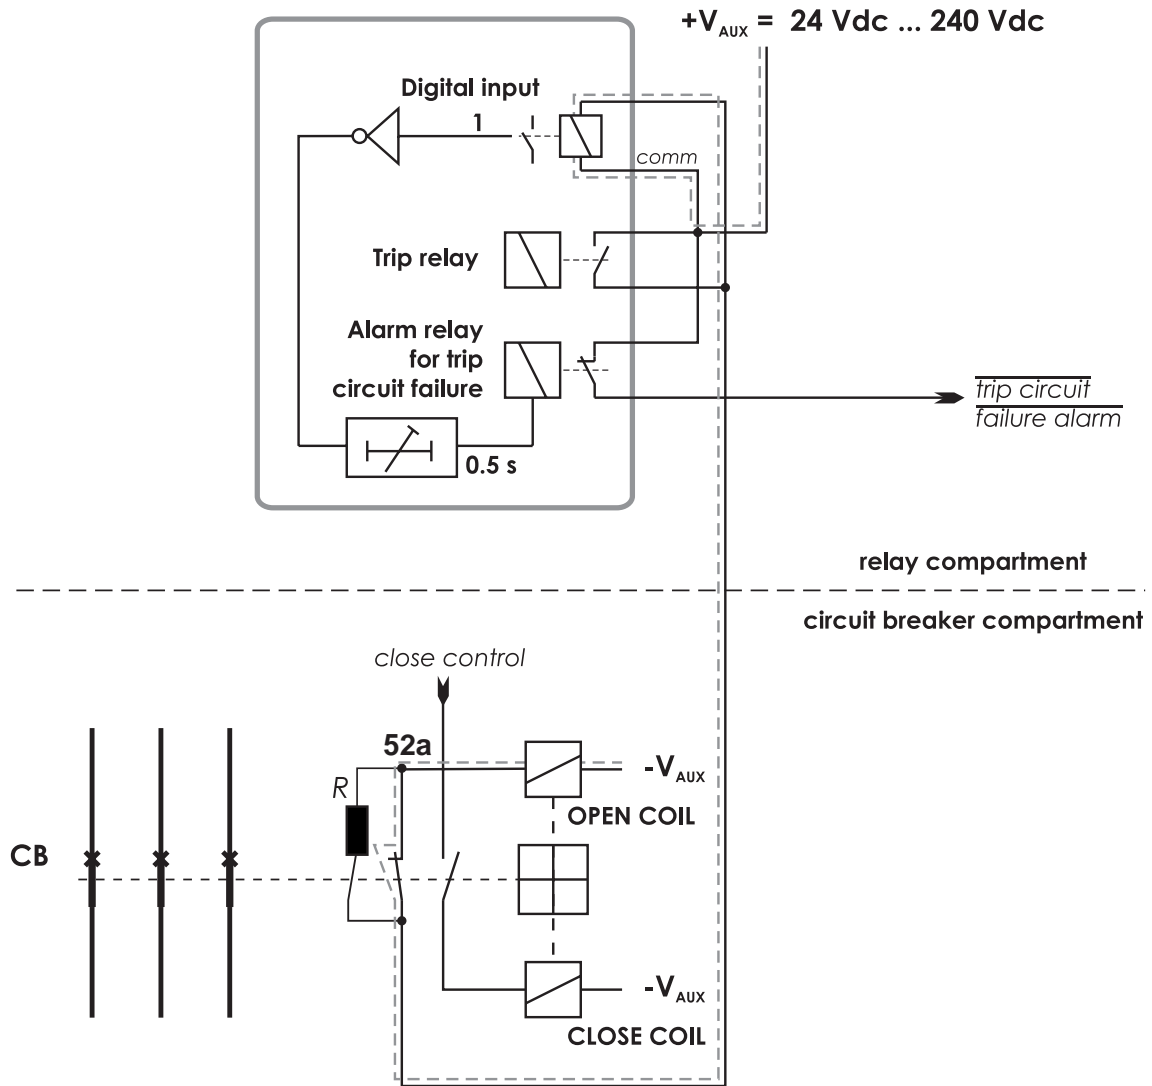 +VAUX = 24 Vdc ... 240 Vdc
Digital input
1
comm
Trip relay
Alarm relay
for trip
circuit failure
0.5 s
trip circuit
failure alarm
relay compartment
circuit breaker compartment
close control
52a
R
-VAUX
OPEN COIL
CB
-VAUX
CLOSE COIL